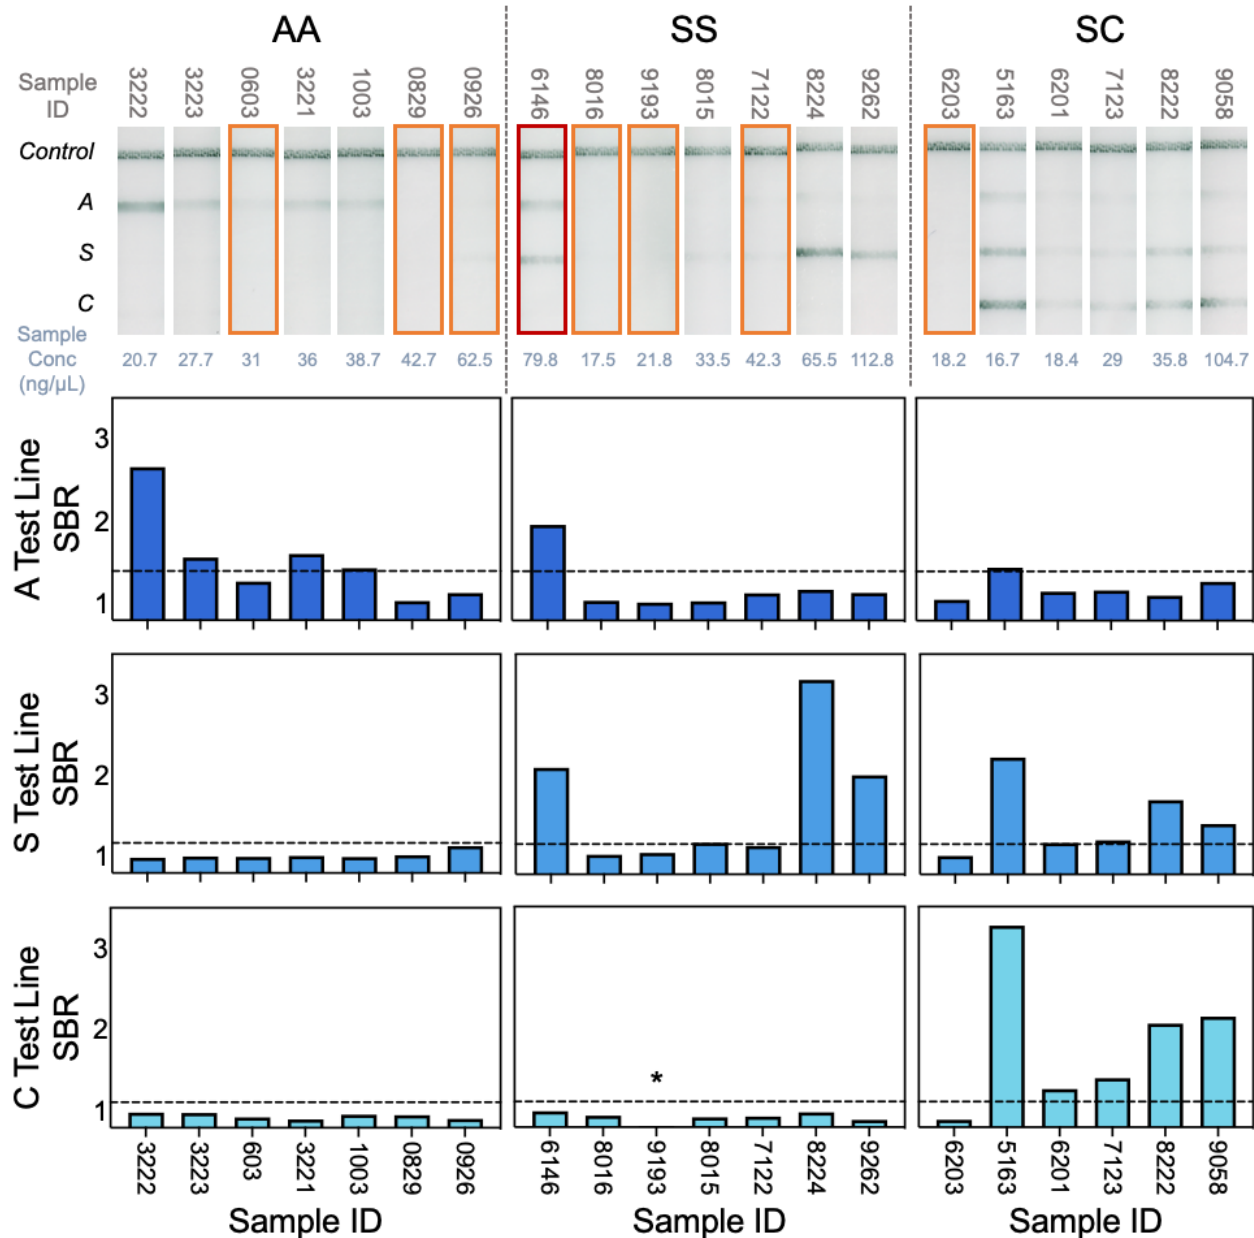 AA SS SC
Sample ID
3222 3223 0603 3221 1003 0829 0926 6146 8016 9193 8015 7122 8224 9262 6203 5163 6201 7123 8222 9058
Control
A
S
C
Sample Conc (ng/μL)
20.7 27.7 31 36 38.7 42.7 62.5 79.8 17.5 21.8 33.5 42.3 65.5 112.8 18.2 16.7 18.4 29 35.8 104.7
A Test Line SBR
3
2
1
S Test Line SBR
3
2
1
C Test Line SBR
3
2
1
*
3222 3223 603 3221 1003 0829 0926 6146 8016 9193 8015 7122 8224 9262 6203 5163 6201 7123 8222 9058
Sample ID Sample ID Sample ID